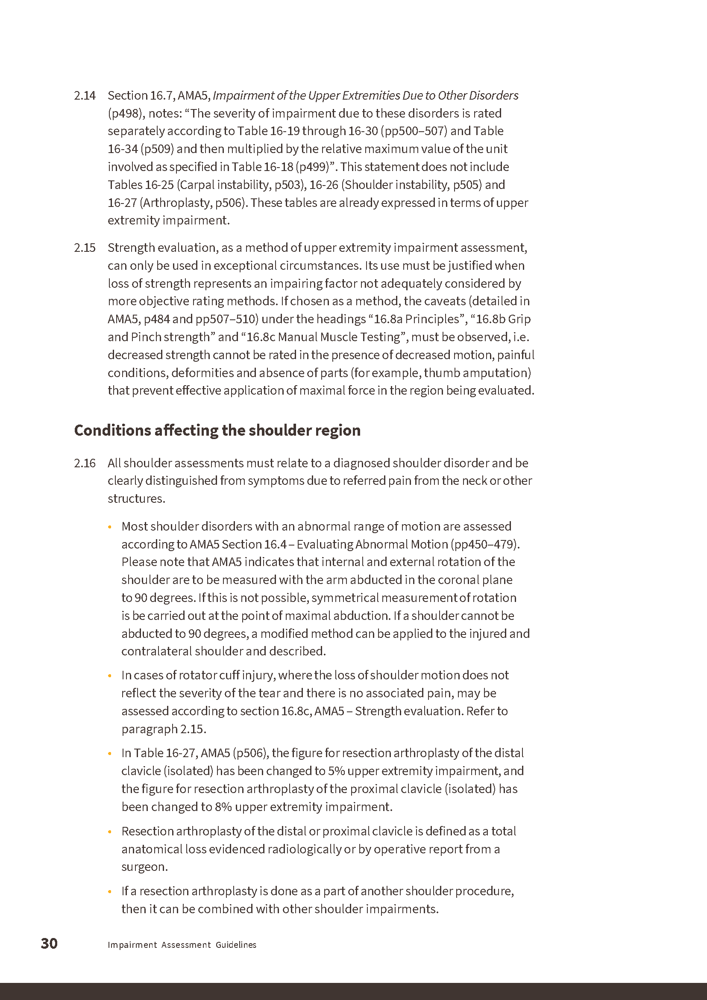 2.14 Section 16.7, AMA5, Impairment of the Upper Extremities Due to Other Disorders
(p498), notes: “The severity of impairment due to these disorders is rated
separately according to Table 16-19 through 16-30 (pp500–507) and Table
16-34 (p509) and then multiplied by the relative maximum value of the unit
involved as specified in Table 16-18 (p499)”. This statement does not include
Tables 16-25 (Carpal instability, p503), 16-26 (Shoulder instability, p505) and
16-27 (Arthroplasty, p506). These tables are already expressed in terms of upper
extremity impairment.
2.15 Strength evaluation, as a method of upper extremity impairment assessment,
can only be used in exceptional circumstances. Its use must be justified when
loss of strength represents an impairing factor not adequately considered by
more objective rating methods. If chosen as a method, the caveats (detailed in
AMA5, p484 and pp507–510) under the headings “16.8a Principles”, “16.8b Grip
and Pinch strength” and “16.8c Manual Muscle Testing”, must be observed, i.e.
decreased strength cannot be rated in the presence of decreased motion, painful
conditions, deformities and absence of parts (for example, thumb amputation)
that prevent effective application of maximal force in the region being evaluated.
Conditions affecting the shoulder region
2.16 All shoulder assessments must relate to a diagnosed shoulder disorder and be
clearly distinguished from symptoms due to referred pain from the neck or other
structures.
• Most shoulder disorders with an abnormal range of motion are assessed
according to AMA5 Section 16.4 – Evaluating Abnormal Motion (pp450–479).
Please note that AMA5 indicates that internal and external rotation of the
shoulder are to be measured with the arm abducted in the coronal plane
to 90 degrees. If this is not possible, symmetrical measurement of rotation
is be carried out at the point of maximal abduction. If a shoulder cannot be
abducted to 90 degrees, a modified method can be applied to the injured and
contralateral shoulder and described.
• In cases of rotator cuff injury, where the loss of shoulder motion does not
reflect the severity of the tear and there is no associated pain, may be
assessed according to section 16.8c, AMA5 – Strength evaluation. Refer to
paragraph 2.15.
• In Table 16-27, AMA5 (p506), the figure for resection arthroplasty of the distal
clavicle (isolated) has been changed to 5% upper extremity impairment, and
the figure for resection arthroplasty of the proximal clavicle (isolated) has
been changed to 8% upper extremity impairment.
• Resection arthroplasty of the distal or proximal clavicle is defined as a total
anatomical loss evidenced radiologically or by operative report from a
surgeon.
• If a resection arthroplasty is done as a part of another shoulder procedure,
then it can be combined with other shoulder impairments.
30 Impairment Assessment Guidelines